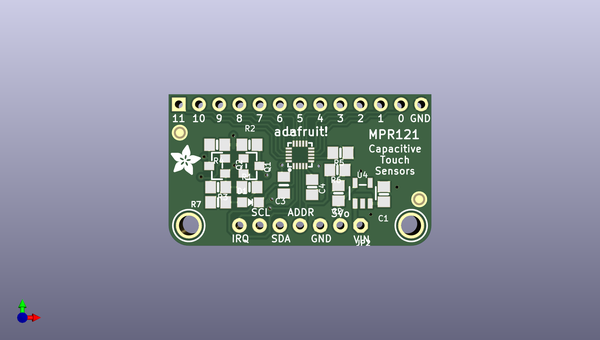 11 10 9 8 7 6 5 4 3 2 1 0 GND
R2
adafruit!
MPR121
Capacitive
Touch
Sensors
U4
C3
C4
R7
SCL ADDR 3Vo
C1
IRQ SDA GND VIN
JP2